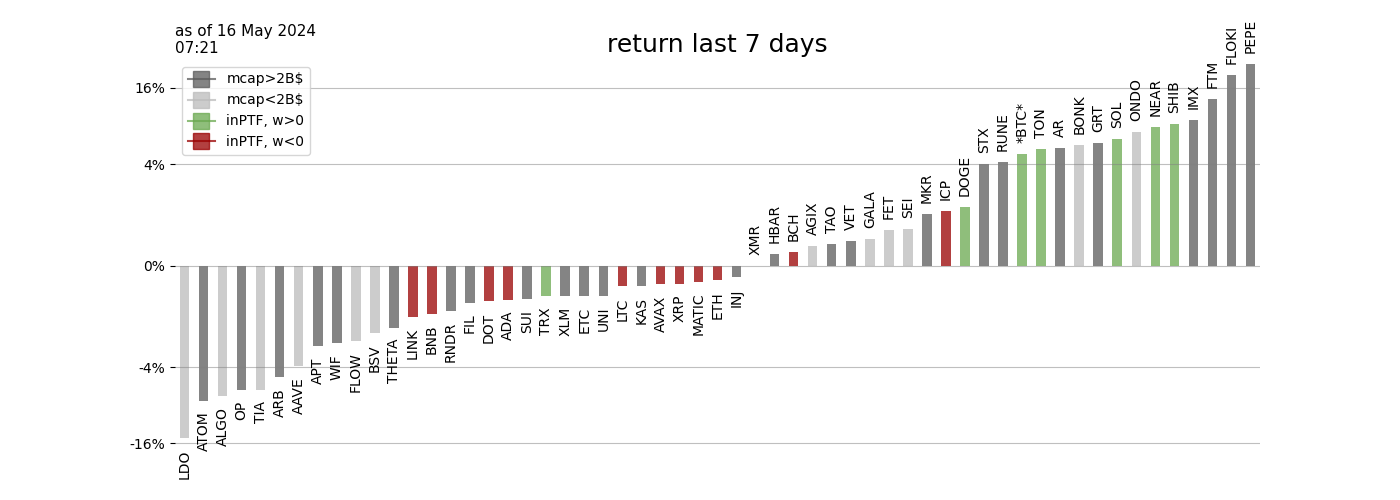 as of 16 May 2024
07:21
return last 7 days
mcap>2B$
mcap<2B$
inPTF, w>0
inPTF, w<0
16%
4%
0%
-4%
-16%
LDO
ATOM
ALGO
OP
TIA
ARB
AAVE
APT
WIF
FLOW
BSV
THETA
LINK
BNB
RNDR
FIL
DOT
ADA
SUI
TRX
XLM
ETC
UNI
LTC
KAS
AVAX
XRP
MATIC
ETH
INJ
XMR
HBAR
BCH
AGIX
TAO
VET
GALA
FET
SEI
MKR
ICP
DOGE
STX
RUNE
*BTC*
TON
AR
BONK
GRT
SOL
ONDO
NEAR
SHIB
IMX
FTM
FLOKI
PEPE